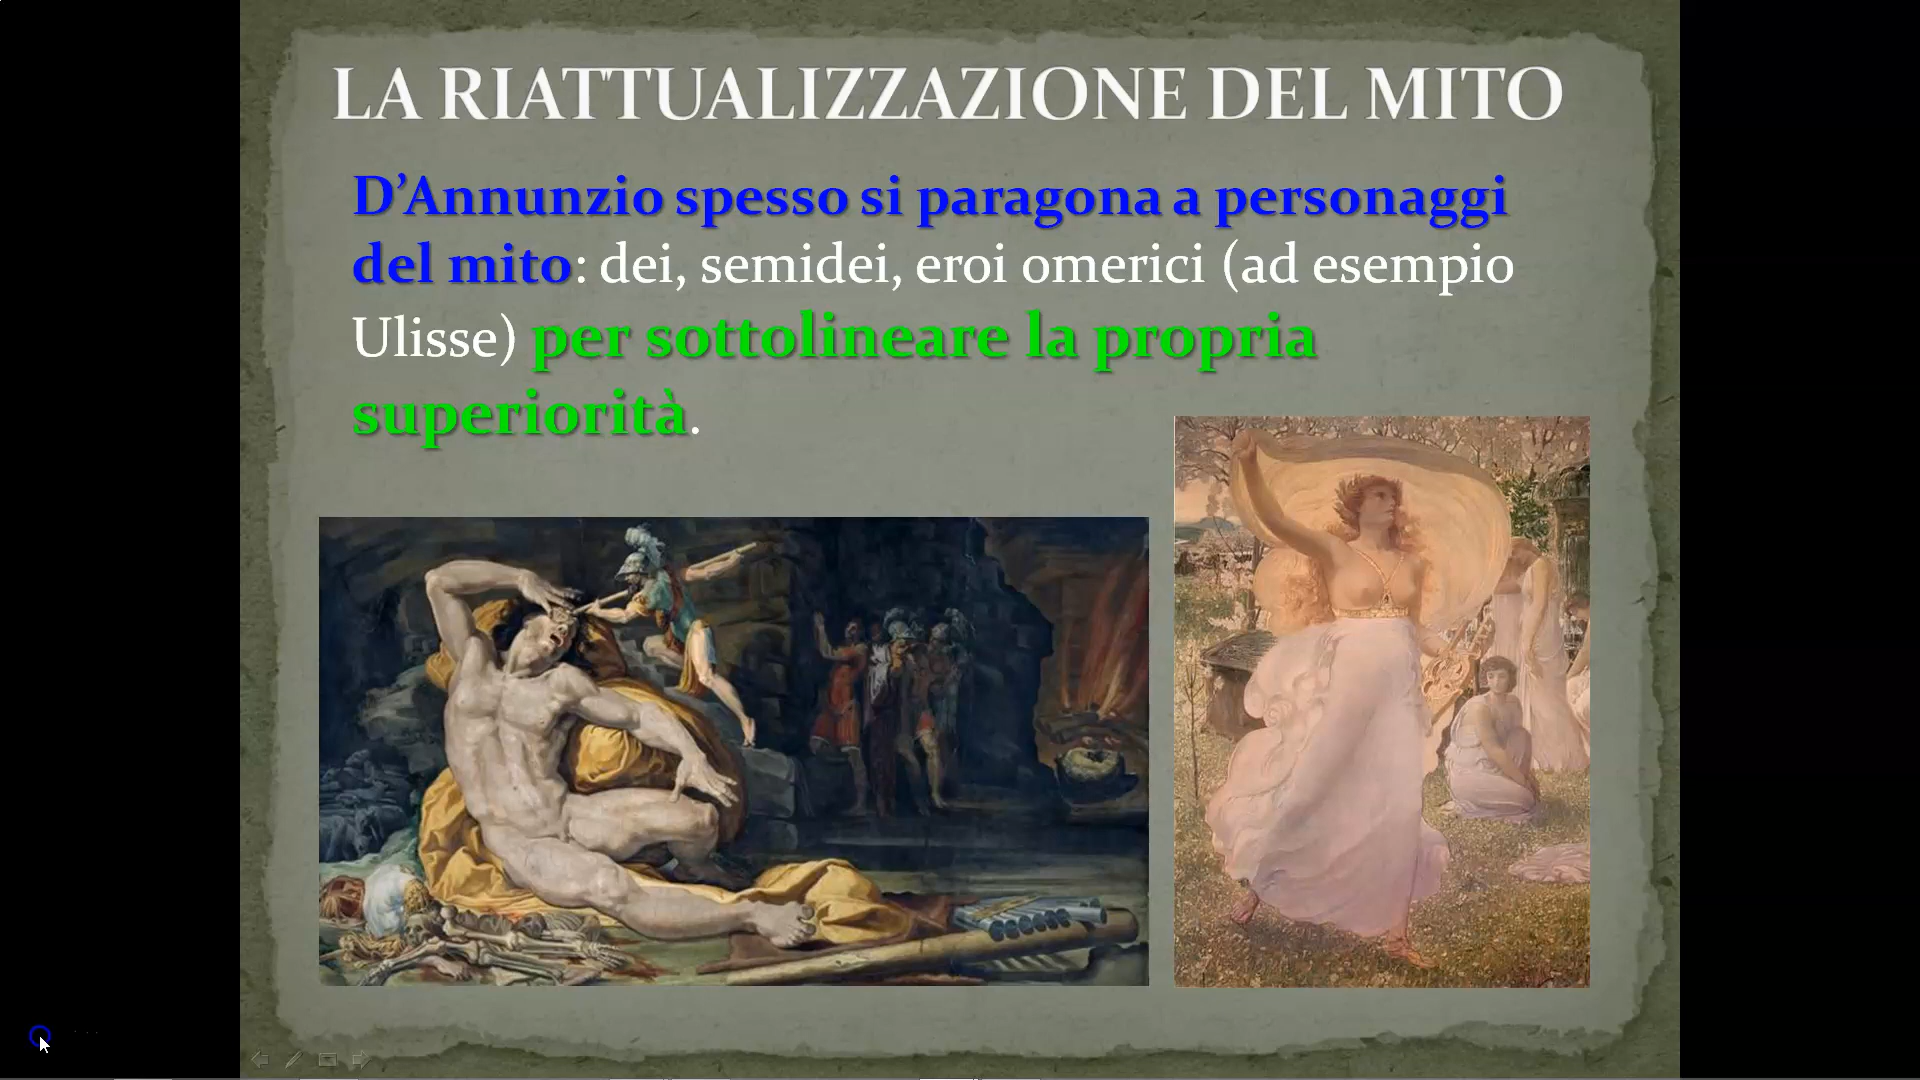 LA RIATTUALIZZAZIONE DEL MITO
D’Annunzio spesso si paragona a personaggi
del mito: dei, semidei, eroi omerici (ad esempio
Ulisse) per sottolineare la propria
superiorità.